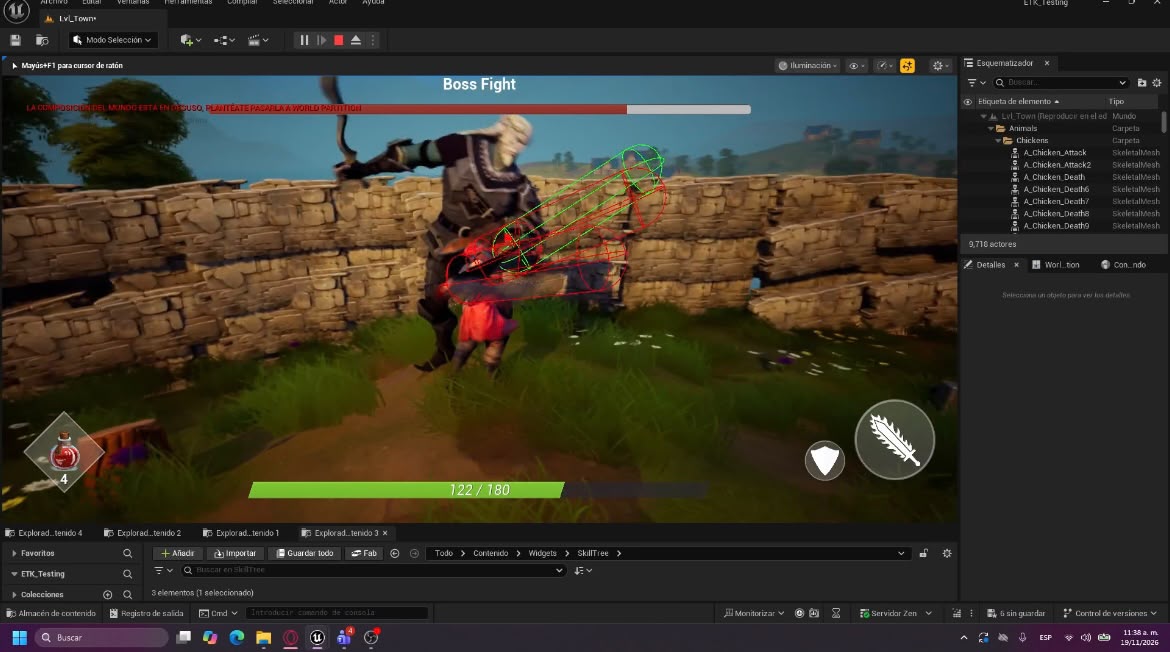 Archivo Editar Ventanas Herramientas Compilar Seleccionar Actor Ayuda
ETK_Testing
Lvl_Town*
Modo Selección
Mayús+F1 para cursor de ratón
Iluminación
Boss Fight
LA COMPOSICIÓN DEL MUNDO ESTÁ EN DESUSO, PLANTÉATE PASARLA A WORLD PARTITION
4
122 / 180
Esquematizador
Buscar...
Etiqueta de elemento Tipo
Lvl_Town (Reproducir en el ed Mundo
Animals Carpeta
Chickens Carpeta
A_Chicken_Attack SkeletalMesh
A_Chicken_Attack2 SkeletalMesh
A_Chicken_Death SkeletalMesh
A_Chicken_Death6 SkeletalMesh
A_Chicken_Death7 SkeletalMesh
A_Chicken_Death8 SkeletalMesh
A_Chicken_Death9 SkeletalMesh
9,718 actores
Detalles Worl...tion Con...ndo
Selecciona un objeto para ver los detalles.
Explorad...tenido 4 Explorad...tenido 2 Explorad...tenido 1 Explorad...tenido 3
Favoritos
ETK_Testing
Colecciones
Añadir Importar Guardar todo Fab Todo Contenido Widgets SkillTree
Buscar en SkillTree
3 elementos (1 seleccionado)
Almacén de contenido Registro de salida Cmd Introducir comando de consola Monitorizar Servidor Zen 6 sin guardar Control de versiones
Buscar
4
ESP
11:38 a. m.
19/11/2026